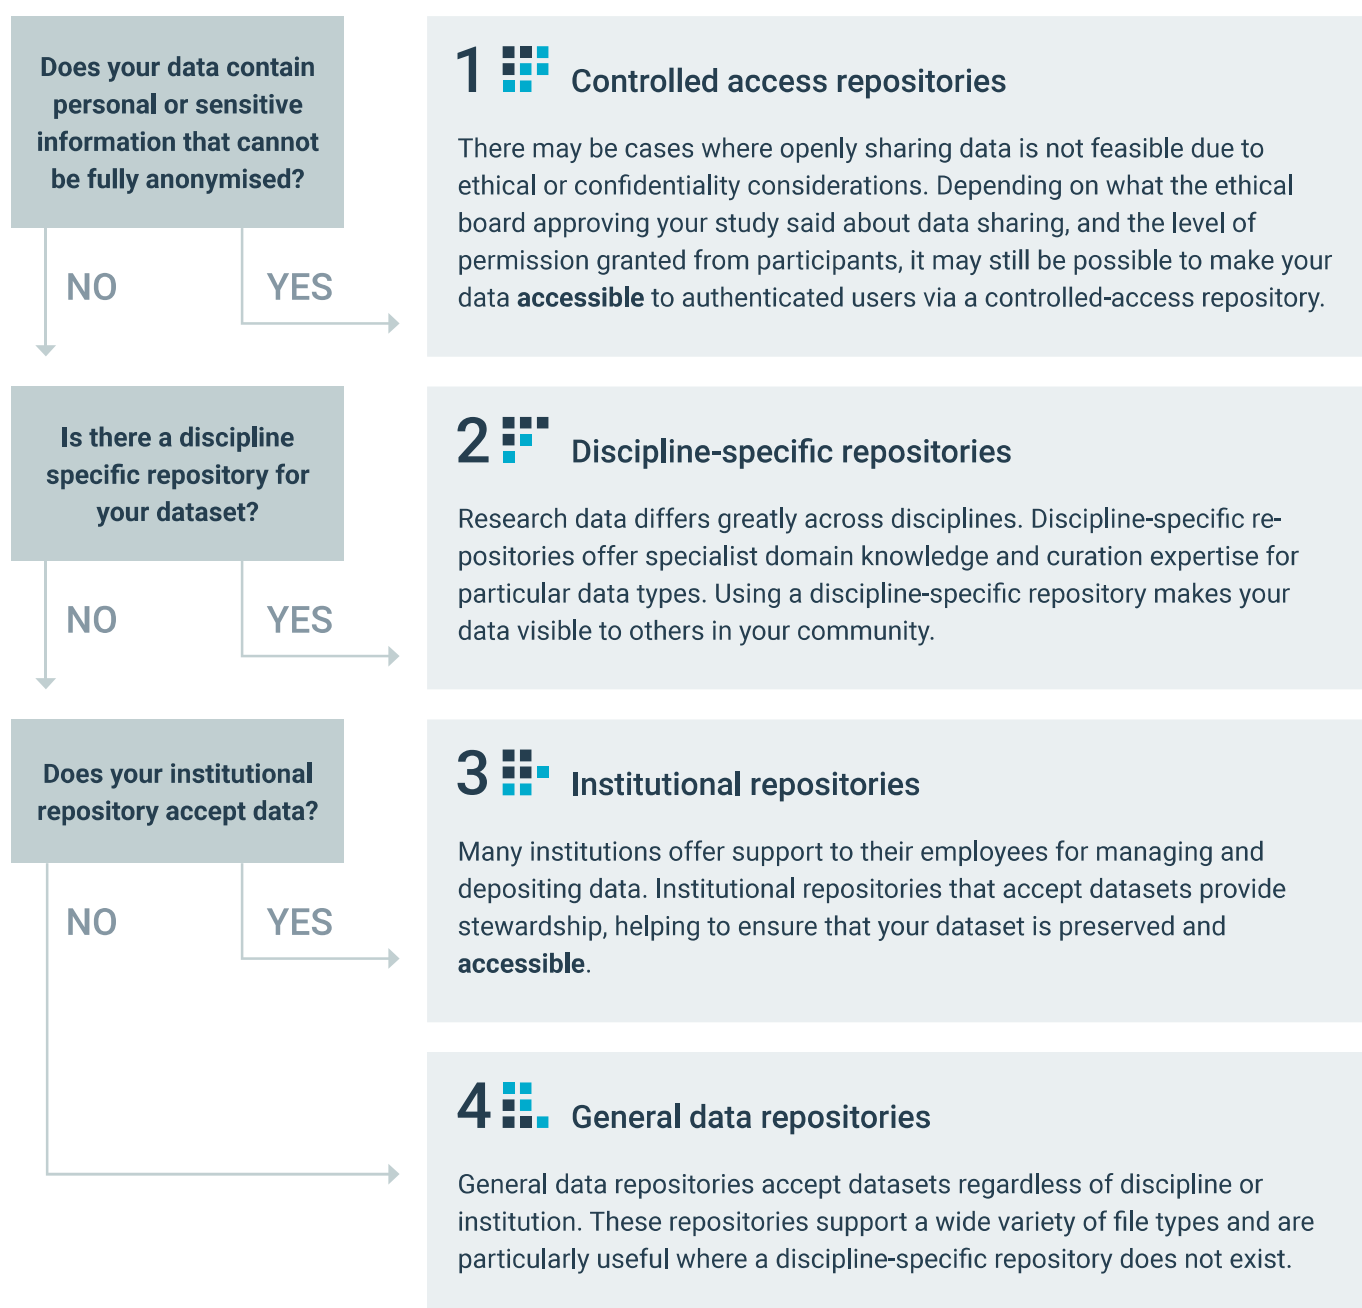 Does your data contain
personal or sensitive
information that cannot
be fully anonymised?
NO
YES
1
Controlled access repositories
There may be cases where openly sharing data is not feasible due to
ethical or confidentiality considerations. Depending on what the ethical
board approving your study said about data sharing, and the level of
permission granted from participants, it may still be possible to make your
data accessible to authenticated users via a controlled-access repository.
Is there a discipline
specific repository for
your dataset?
NO
YES
2
Discipline-specific repositories
Research data differs greatly across disciplines. Discipline-specific re-
positories offer specialist domain knowledge and curation expertise for
particular data types. Using a discipline-specific repository makes your
data visible to others in your community.
Does your institutional
repository accept data?
NO
YES
3
Institutional repositories
Many institutions offer support to their employees for managing and
depositing data. Institutional repositories that accept datasets provide
stewardship, helping to ensure that your dataset is preserved and
accessible.
4
General data repositories
General data repositories accept datasets regardless of discipline or
institution. These repositories support a wide variety of file types and are
particularly useful where a discipline-specific repository does not exist.